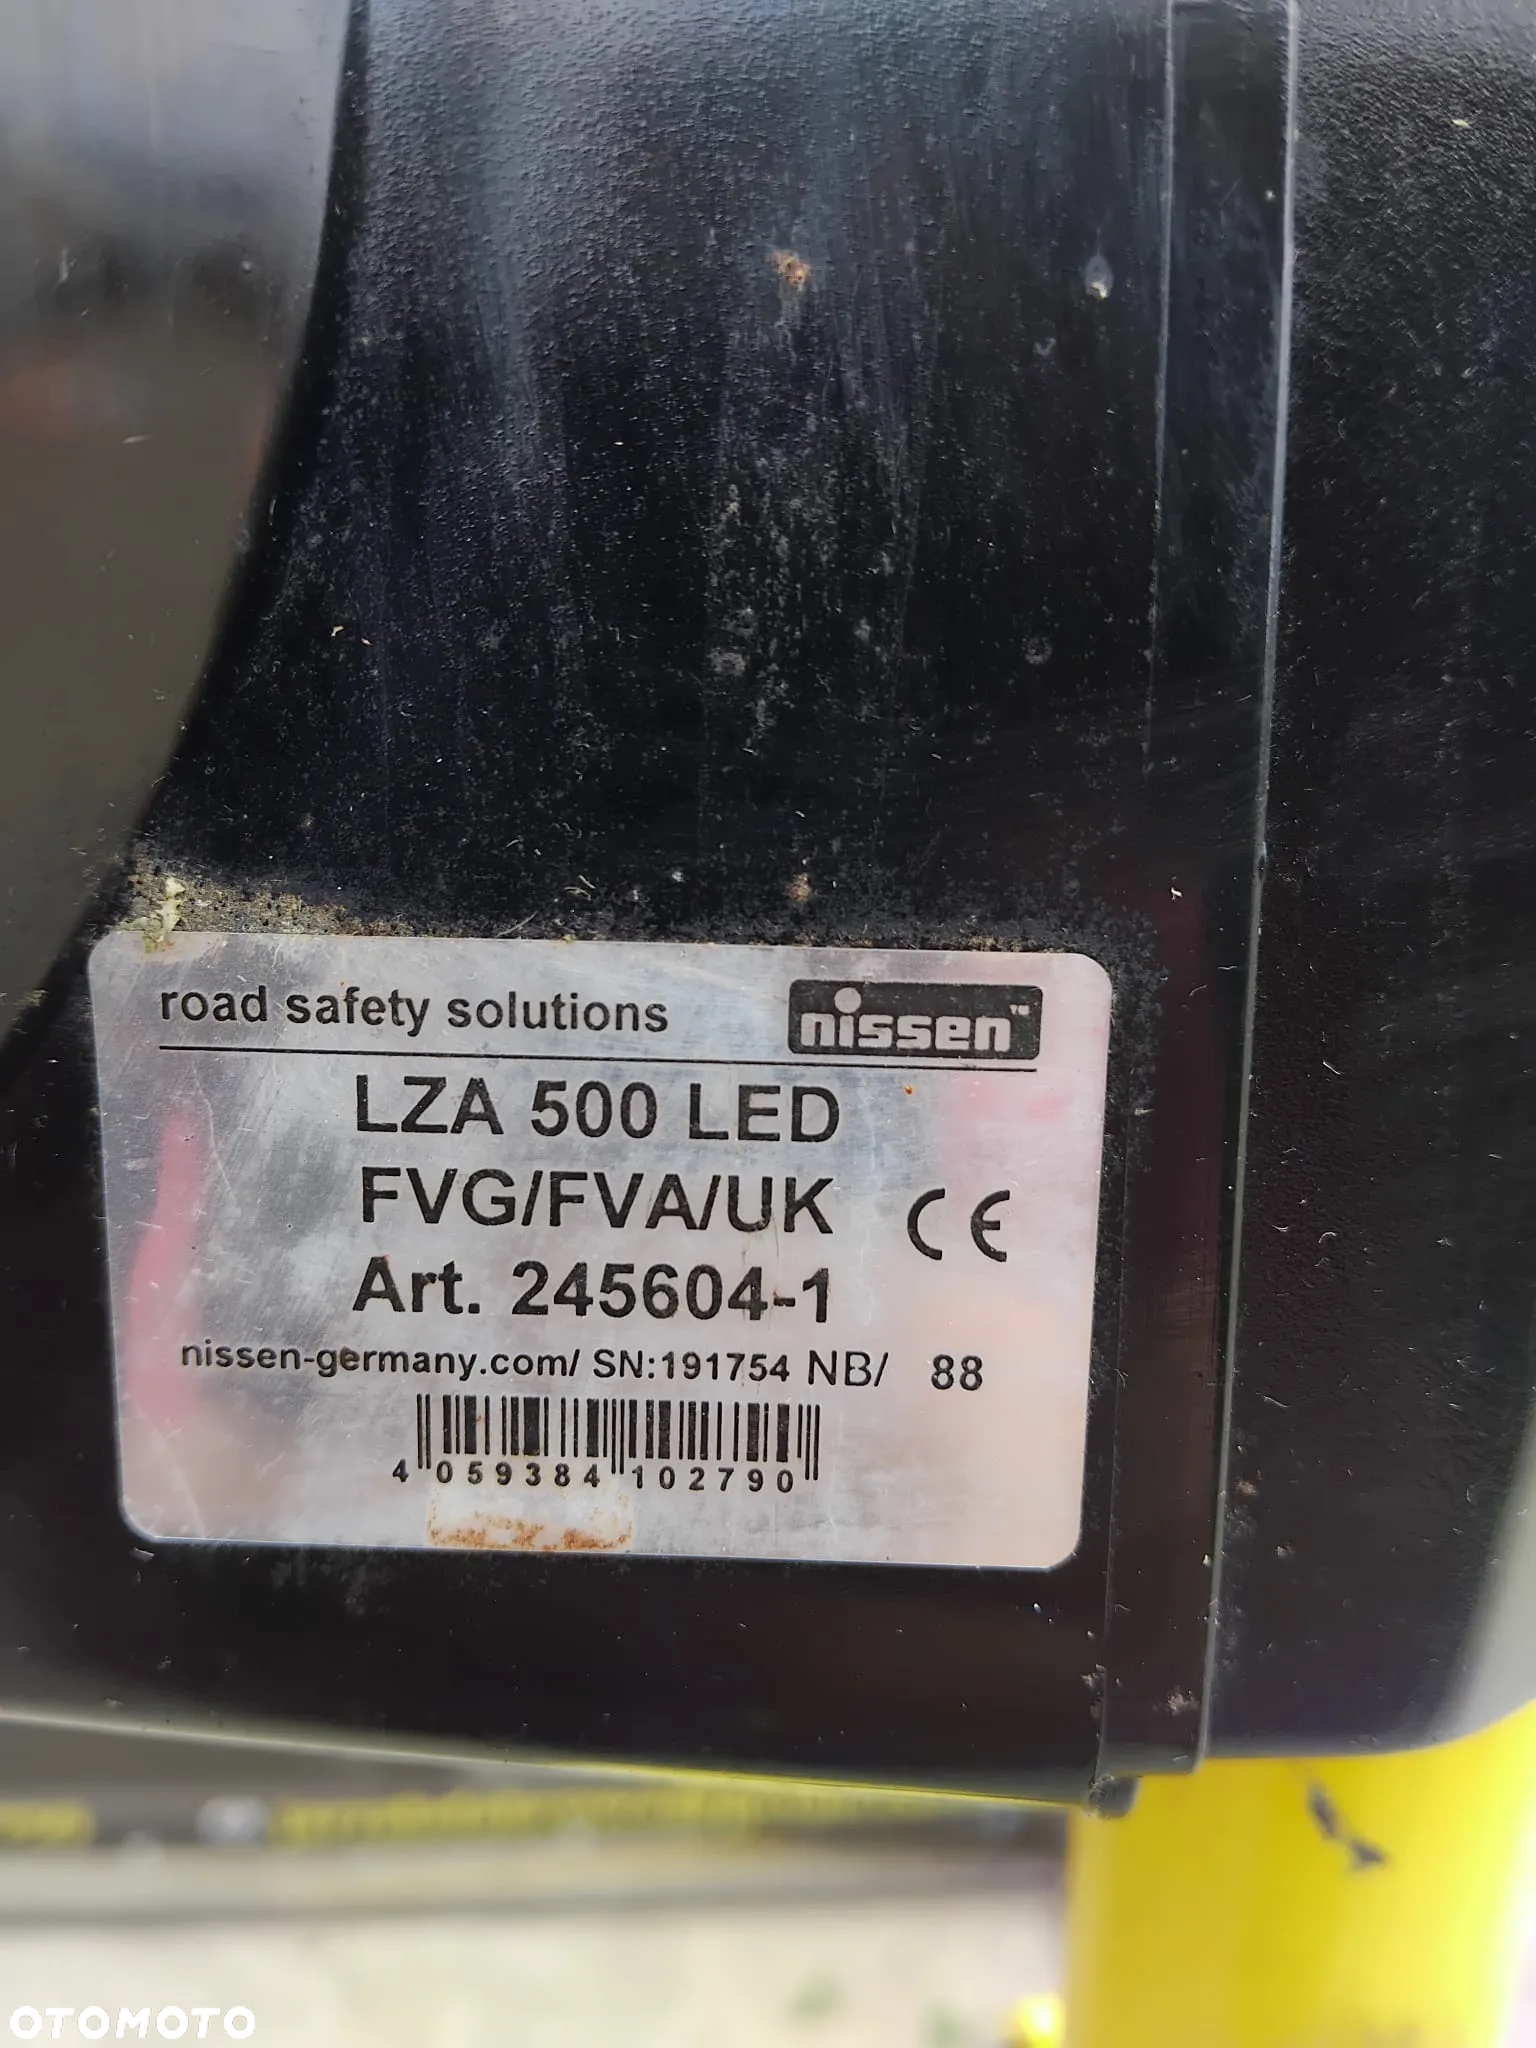 road safety solutions nissen™
LZA 500 LED
FVG/FVA/UK CE
Art. 245604-1
nissen-germany.com/ SN:191754 NB/ 88
4 059384 102790
OTOMOTO